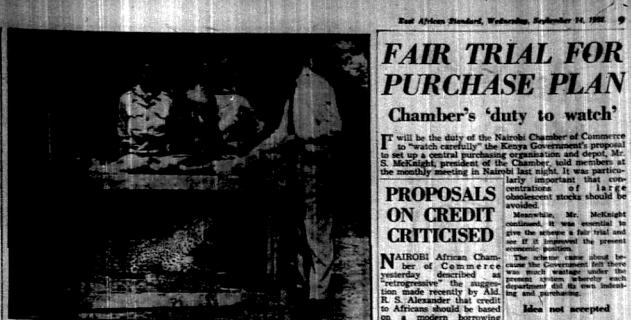 East African Standard, Wednesday, September 14, 9
FAIR TRIAL FOR
PURCHASE PLAN
Chamber's 'duty to watch'
IT will be the duty of the Nairobi Chamber of Commerce
to "watch carefully" the Kenya Government's proposal
to set up a central purchasing organisation and depot, Mr.
S. McKnight, president of the Chamber, told members at
the monthly meeting in Nairobi last night. It was particu-
larly important that con-
centrations of large
obsolescent stocks should be
avoided.
Meanwhile, Mr. McKnight
continued, it was essential to
give the scheme a fair trial and
see if it improved the present
economic position.
The scheme came about be-
cause the Government felt there
was much wastage under the
present system, whereby each
department did its own indent-
ing and purchasing.
Idea not accepted
PROPOSALS
ON CREDIT
CRITICISED
NAIROBI African Cham-
ber of Commerce
yesterday described as
"retrogressive" the sugges-
tion made recently by Ald.
R. S. Alexander that credit
to Africans should be based
on a modern borrowing